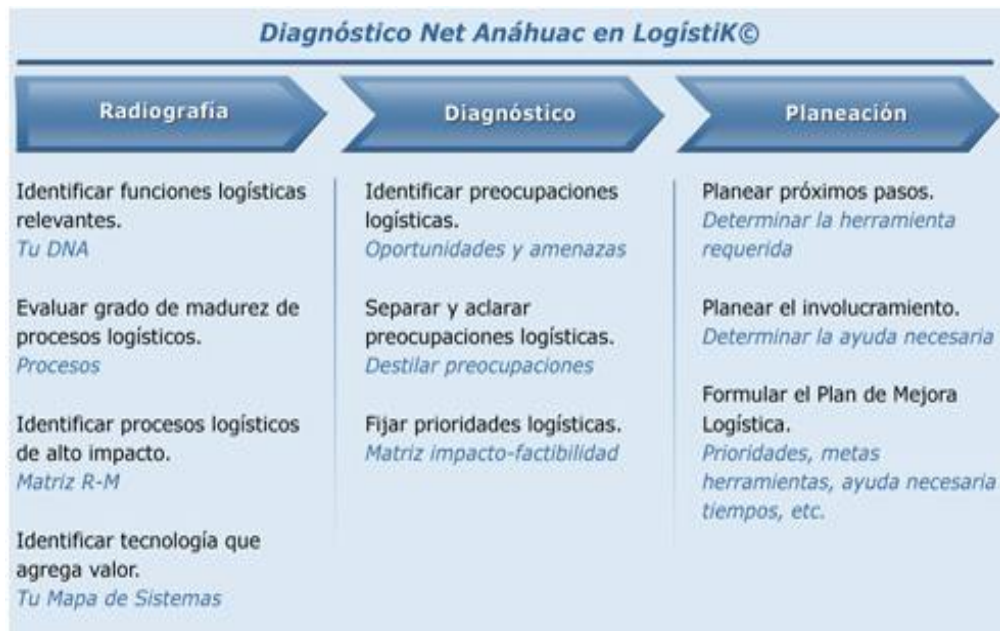 Diagnóstico Net Anáhuac en LogístiK©
Radiografía
Diagnóstico
Planeación
Identificar funciones logísticas
relevantes.
Tu DNA
Evaluar grado de madurez de
procesos logísticos.
Procesos
Identificar procesos logísticos
de alto impacto.
Matriz R-M
Identificar tecnología que
agrega valor.
Tu Mapa de Sistemas
Identificar preocupaciones
logísticas.
Oportunidades y amenazas
Separar y aclarar
preocupaciones logísticas.
Destilar preocupaciones
Fijar prioridades logísticas.
Matriz impacto-factibilidad
Planear próximos pasos.
Determinar la herramienta
requerida
Planear el involucramiento.
Determinar la ayuda necesaria
Formular el Plan de Mejora
Logística.
Prioridades, metas
herramientas, ayuda necesaria
tiempos, etc.